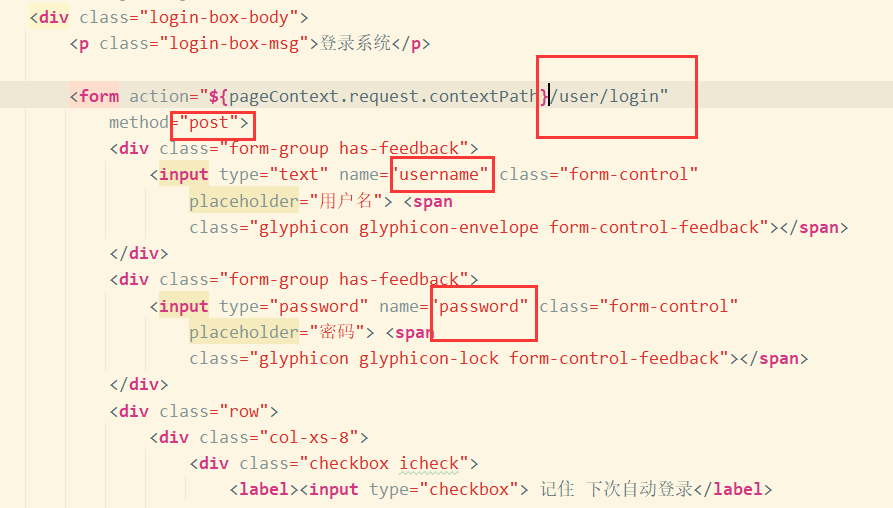 <div class="login-box-body">
<p class="login-box-msg">登录系统</p>
<form action="${pageContext.request.contextPath}/user/login"
method="post">
<div class="form-group has-feedback">
<input type="text" name="username" class="form-control"
placeholder="用户名"> <span
class="glyphicon glyphicon-envelope form-control-feedback"></span>
</div>
<div class="form-group has-feedback">
<input type="password" name="password" class="form-control"
placeholder="密码"> <span
class="glyphicon glyphicon-lock form-control-feedback"></span>
</div>
<div class="row">
<div class="col-xs-8">
<div class="checkbox icheck">
<label><input type="checkbox"> 记住 下次自动登录</label>